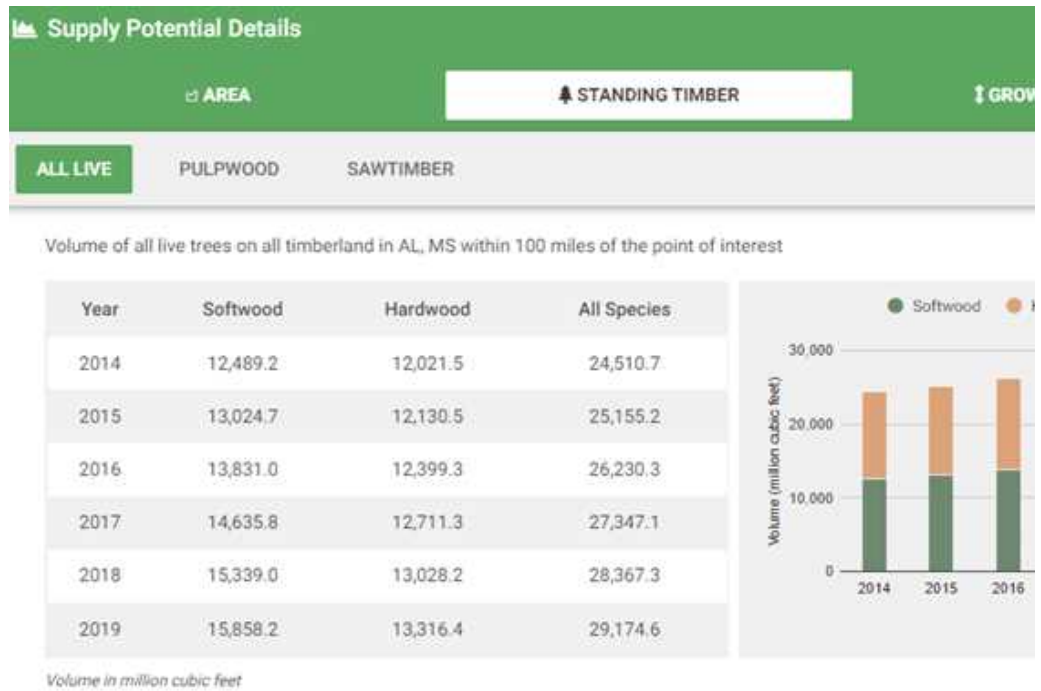 Supply Potential Details
AREA
STANDING TIMBER
GROW
ALL LIVE
PULPWOOD
SAWTIMBER
Volume of all live trees on all timberland in AL, MS within 100 miles of the point of interest
Year Softwood Hardwood All Species
2014 12,489.2 12,021.5 24,510.7
2015 13,024.7 12,130.5 25,155.2
2016 13,831.0 12,399.3 26,230.3
2017 14,635.8 12,711.3 27,347.1
2018 15,339.0 13,028.2 28,367.3
2019 15,858.2 13,316.4 29,174.6
Volume in million cubic feet
Softwood
Volume (million cubic feet)
30,000
20,000
10,000
0
2014 2015 2016